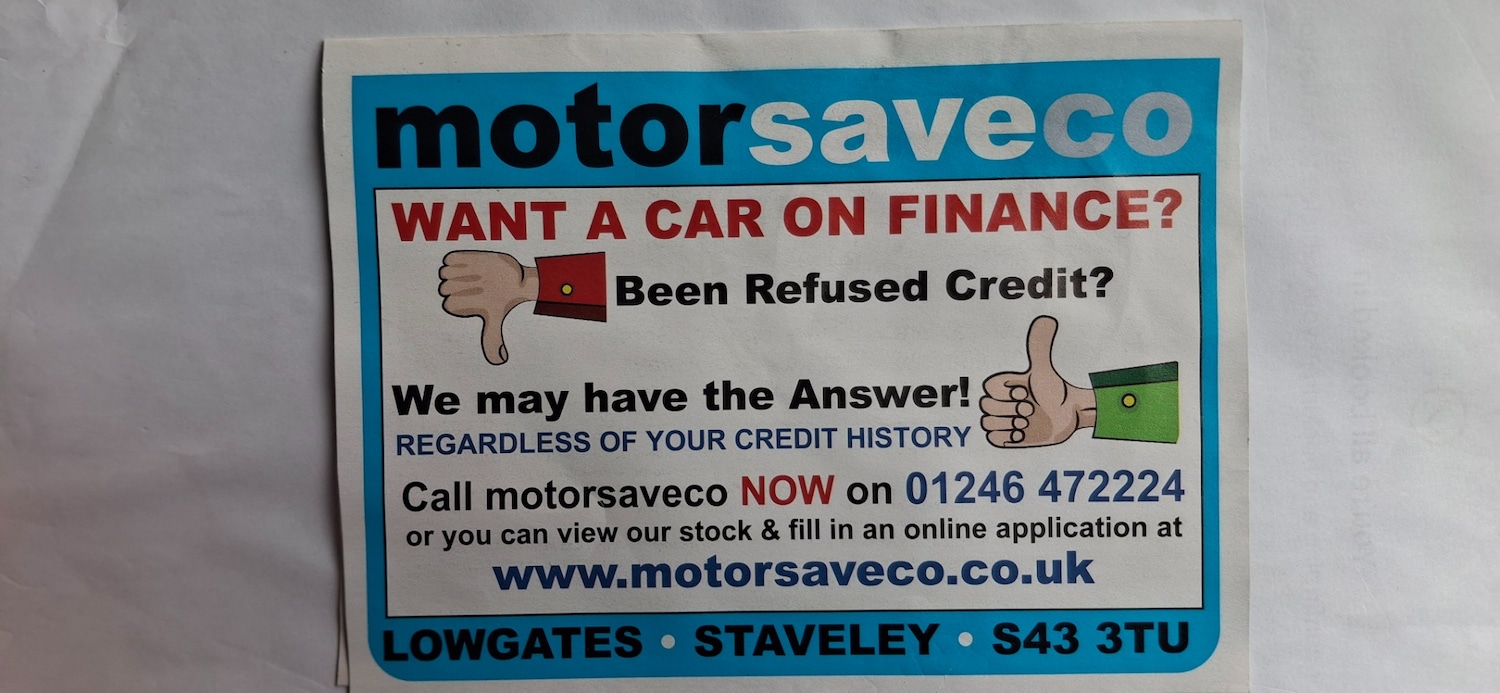 motorsaveco
WANT A CAR ON FINANCE?
Been Refused Credit?
We may have the Answer!
REGARDLESS OF YOUR CREDIT HISTORY
Call motorsaveco NOW on 01246 472224
or you can view our stock & fill in an online application at
www.motorsaveco.co.uk
LOWGATES • STAVELEY • S43 3TU